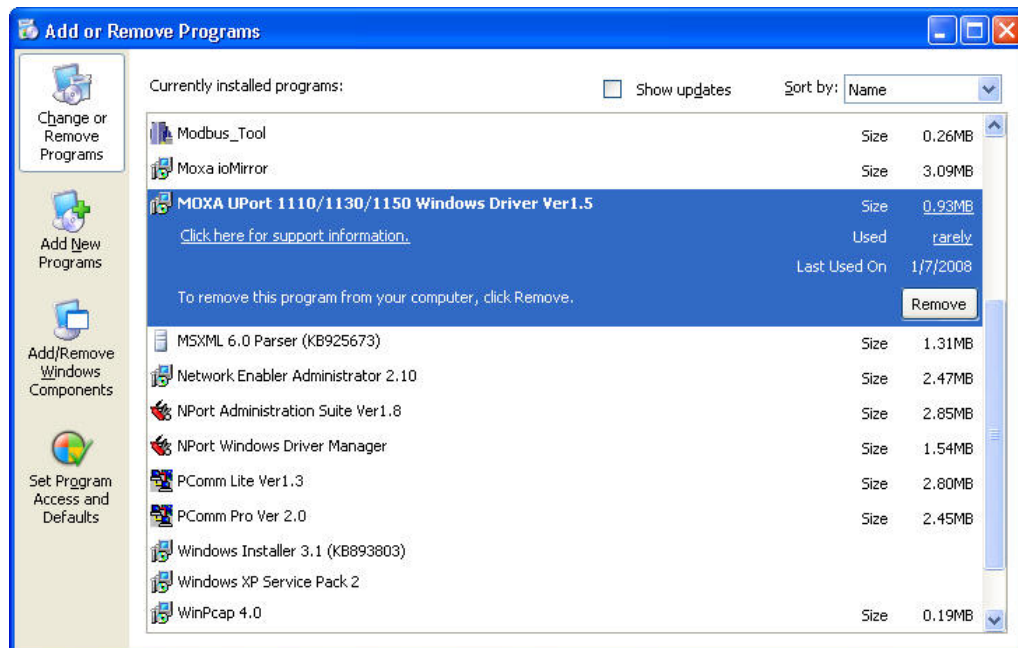 Add or Remove Programs
Change or
Remove
Programs
Add New
Programs
Add/Remove
Windows
Components
Set Program
Access and
Defaults
Currently installed programs:
Show updates
Sort by: Name
Modbus_Tool Size 0.26MB
Moxa ioMirror Size 3.09MB
MOXA UPort 1110/1130/1150 Windows Driver Ver1.5 Size 0.93MB
Click here for support information. Used rarely
Last Used On 1/7/2008
To remove this program from your computer, click Remove. Remove
MSXML 6.0 Parser (KB925673) Size 1.31MB
Network Enabler Administrator 2.10 Size 2.47MB
NPort Administration Suite Ver1.8 Size 2.85MB
NPort Windows Driver Manager Size 1.54MB
PComm Lite Ver1.3 Size 2.80MB
PComm Pro Ver 2.0 Size 2.45MB
Windows Installer 3.1 (KB893803)
Windows XP Service Pack 2
WinPcap 4.0 Size 0.19MB